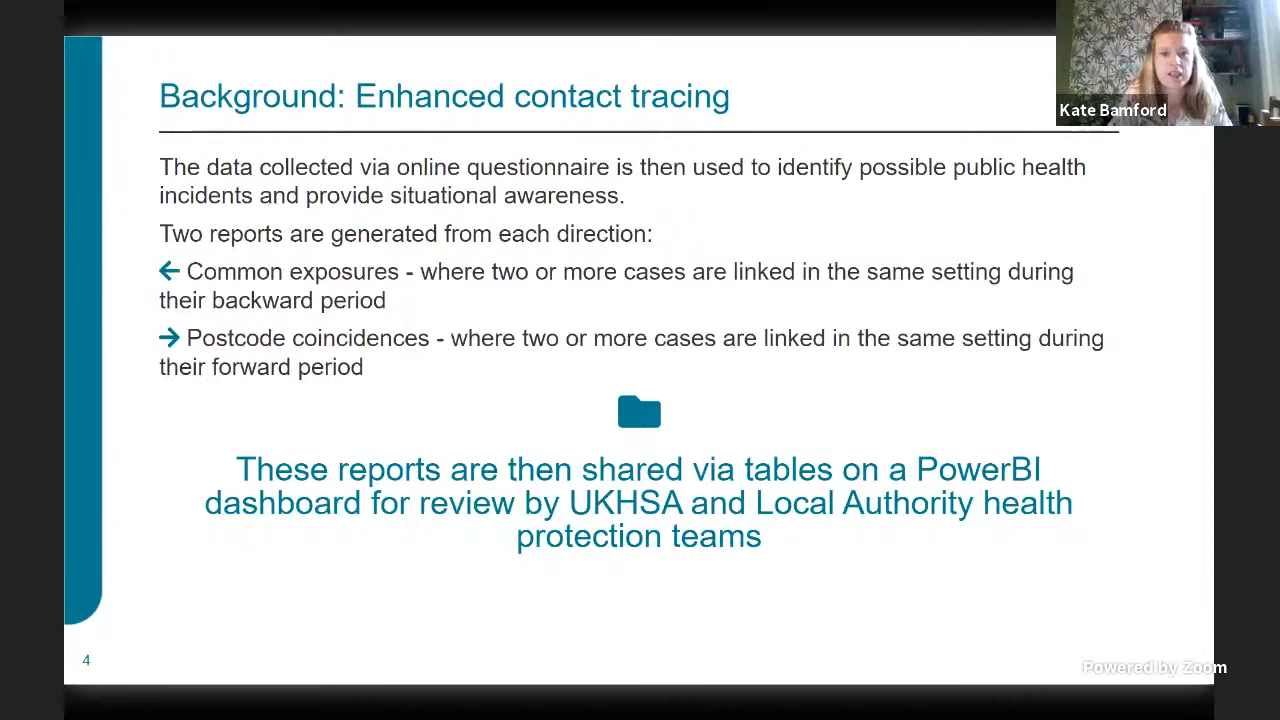 Background: Enhanced contact tracing
Kate Bamford
The data collected via online questionnaire is then used to identify possible public health
incidents and provide situational awareness.
Two reports are generated from each direction:
← Common exposures - where two or more cases are linked in the same setting during
their backward period
→ Postcode coincidences - where two or more cases are linked in the same setting during
their forward period
These reports are then shared via tables on a PowerBI
dashboard for review by UKHSA and Local Authority health
protection teams
4
Powered by Zoom